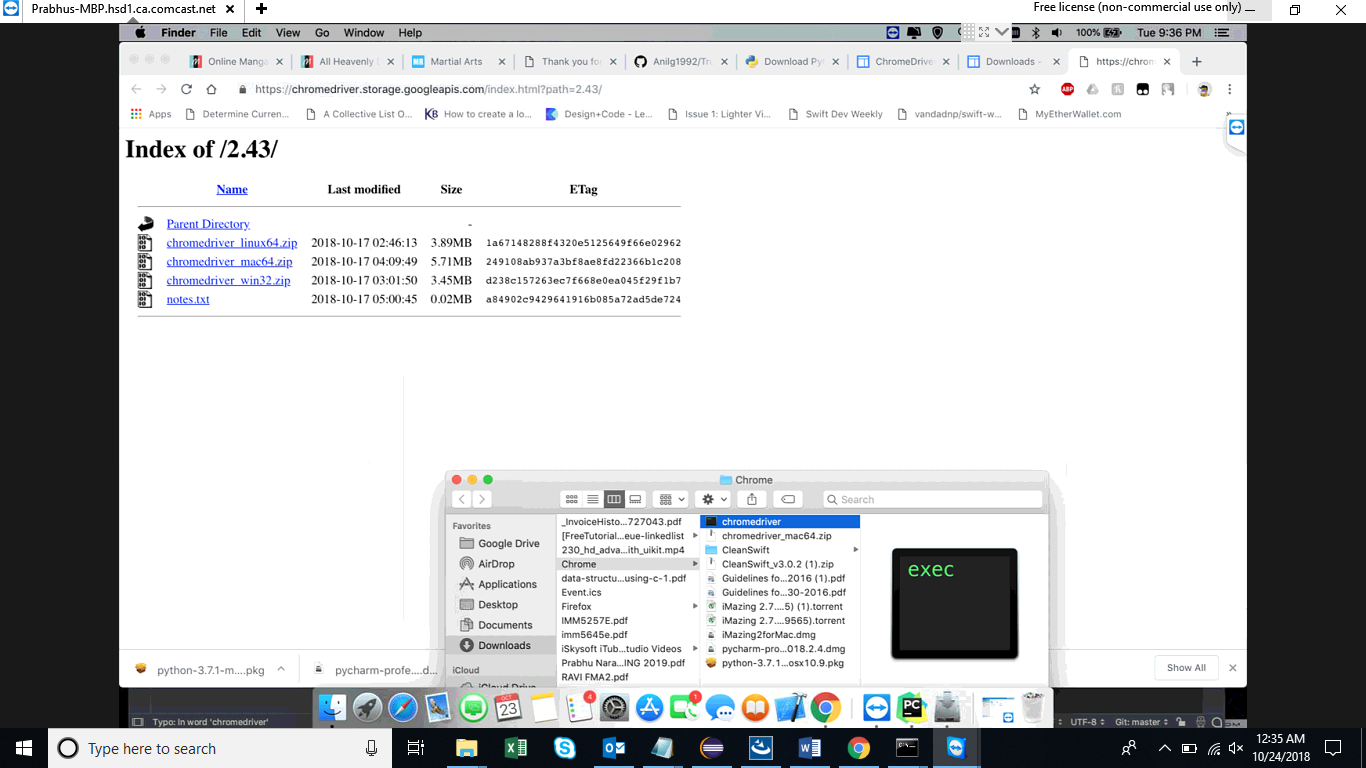 Prabhus-MBP.hsd1.ca.comcast.net
Free license (non-commercial use only)
Finder File Edit View Go Window Help
100% Tue 9:36 PM
Online Manga
All Heavenly
Martial Arts
Thank you fo
Anilg1992/Tru
Download Pyt
ChromeDrive
Downloads -
https://chrom
https://chromedriver.storage.googleapis.com/index.html?path=2.43/
Apps
Determine Curren...
A Collective List O...
How to create a lo...
Design+Code - Le...
Issue 1: Lighter Vi...
Swift Dev Weekly
vandadnp/swift-w...
MyEtherWallet.com
Index of /2.43/
Name Last modified Size ETag
Parent Directory -
chromedriver_linux64.zip 2018-10-17 02:46:13 3.89MB 1a67148288f4320e5125649f66e02962
chromedriver_mac64.zip 2018-10-17 04:09:49 5.71MB 249108ab937a3bf8ae8fd22366b1c208
chromedriver_win32.zip 2018-10-17 03:01:50 3.45MB d238c157263ec7f668e0ea045f29f1b7
notes.txt 2018-10-17 05:00:45 0.02MB a84902c9429641916b085a72ad5de724
Chrome
Search
Favorites
Google Drive
AirDrop
Applications
Desktop
Documents
Downloads
iCloud
iCloud Drive
_InvoiceHisto...727043.pdf
[FreeTutorial...eue-linkedlist
230_hd_adva...ith_uikit.mp4
Chrome
data-structu...using-c-1.pdf
Event.ics
Firefox
IMM5257E.pdf
imm5645e.pdf
iSkysoft iTub...tudio Videos
Prabhu Nara...ING 2019.pdf
RAVI FMA2.pdf
chromedriver
chromedriver_mac64.zip
CleanSwift
CleanSwift_v3.0.2 (1).zip
Guidelines fo...2016 (1).pdf
Guidelines fo...30-2016.pdf
iMazing 2.7....5) (1).torrent
iMazing 2.7....9565).torrent
iMazing2forMac.dmg
pycharm-pro...018.2.4.dmg
python-3.7.1...osx10.9.pkg
exec
python-3.7.1-m....pkg
pycharm-profe....d...
Show All
OCT
23
4
1
PC
Typo: In word 'chromedriver'
UTF-8
Git: master
Type here to search
12:35 AM
10/24/2018